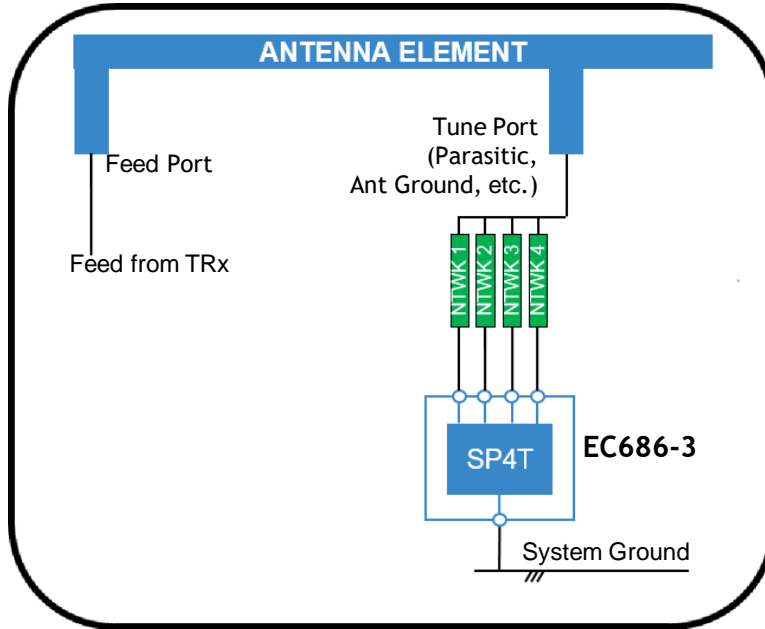 ANTENNA ELEMENT
Feed Port
Tune Port
(Parasitic,
Ant Ground, etc.)
Feed from TRx
NTWK 1
NTWK 2
NTWK 3
NTWK 4
SP4T
EC686-3
System Ground